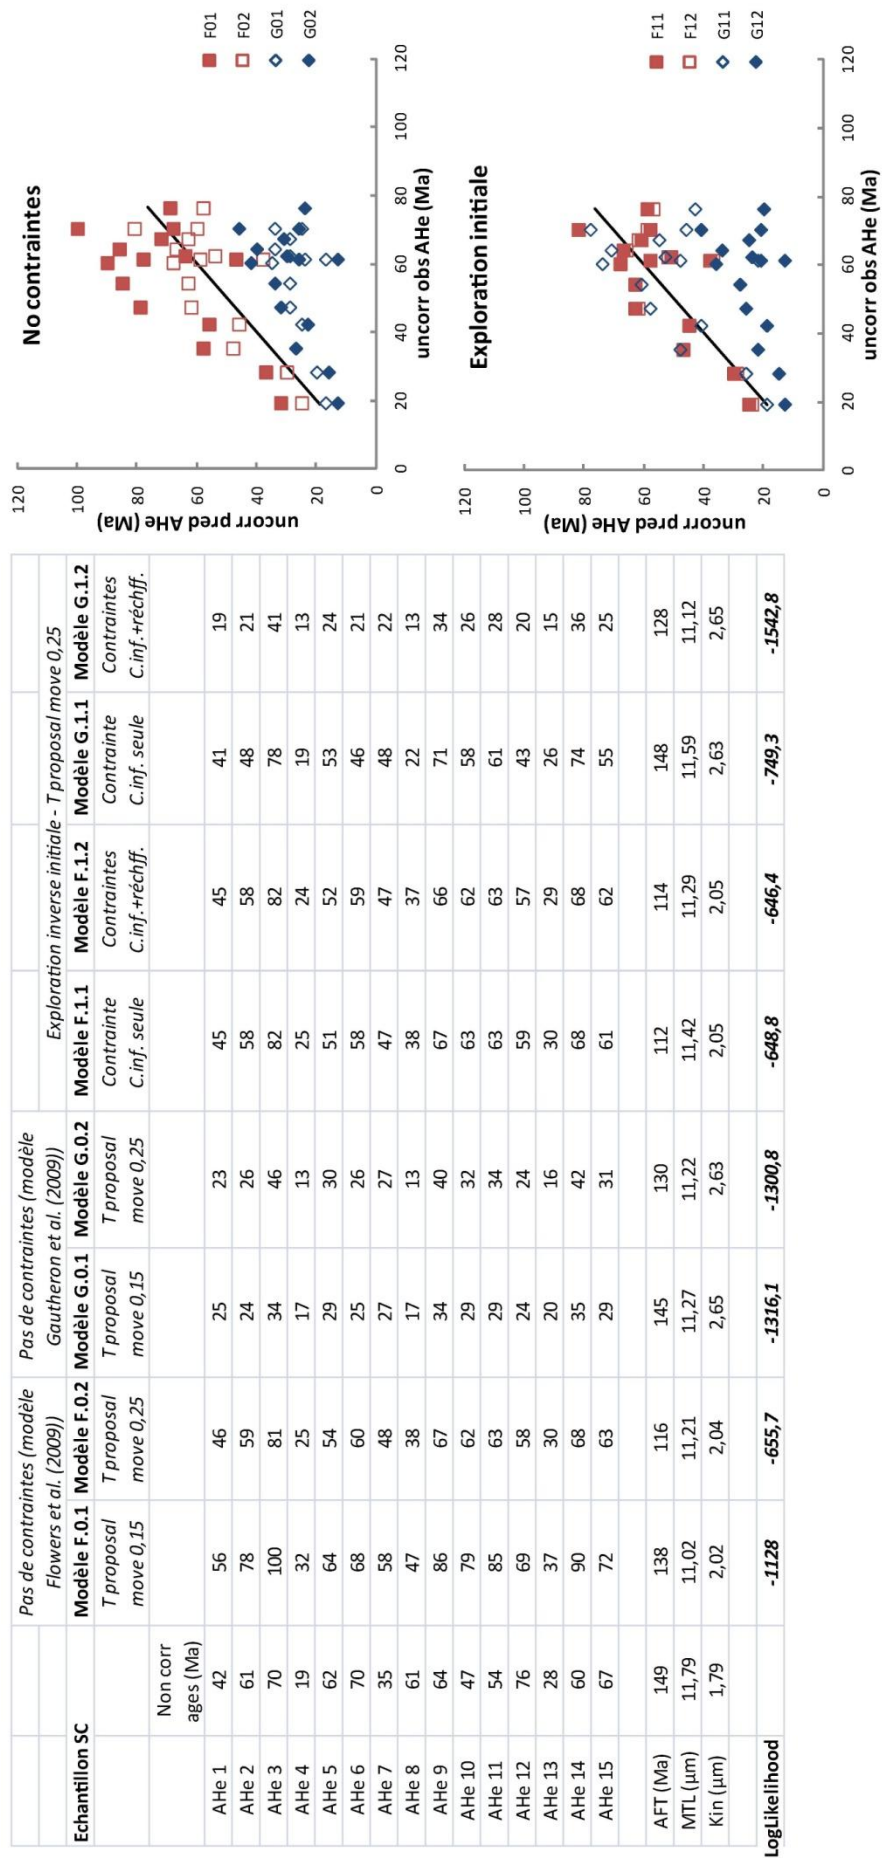 Pas de contraintes (modèle Flowers et al. (2009))
Pas de contraintes (modèle Gautheron et al. (2009))
Exploration inverse initiale - T proposal move 0,25
Echantillon SC Modèle F.0.1 Modèle F.0.2 Modèle G.0.1 Modèle G.0.2 Modèle F.1.1 Modèle F.1.2 Modèle G.1.1 Modèle G.1.2
Non corr ages (Ma) T proposal move 0,15 T proposal move 0,25 T proposal move 0,15 T proposal move 0,25 Contrainte C.inf. seule Contraintes C.inf.+réchff. Contrainte C.inf. seule Contraintes C.inf.+réchff.
AHe 1 42 56 46 25 23 45 45 41 19
AHe 2 61 78 59 24 26 58 58 48 21
AHe 3 70 100 81 34 46 82 82 78 41
AHe 4 19 32 25 17 13 25 24 19 13
AHe 5 62 64 54 29 30 51 52 53 24
AHe 6 70 68 60 25 26 58 59 46 21
AHe 7 35 58 48 27 27 47 47 48 22
AHe 8 61 47 38 17 13 38 37 22 13
AHe 9 64 86 67 34 40 67 66 71 34
AHe 10 47 79 62 29 32 63 62 58 26
AHe 11 54 85 63 29 34 63 63 61 28
AHe 12 76 69 58 24 24 59 57 43 20
AHe 13 28 37 30 20 16 30 29 26 15
AHe 14 60 90 68 35 42 68 68 74 36
AHe 15 67 72 63 29 31 61 62 55 25
AFT (Ma) 149 138 116 145 130 112 114 148 128
MTL (µm) 11,79 11,02 11,21 11,27 11,22 11,42 11,29 11,59 11,12
Kin (µm) 1,79 2,02 2,04 2,65 2,63 2,05 2,05 2,63 2,65
LogLikelihood -1128 -655,7 -1316,1 -1300,8 -648,8 -646,4 -749,3 -1542,8
No contraintes
uncorr pred AHe (Ma)
120
100
80
60
40
20
0
0 20 40 60 80 100 120
uncorr obs AHe (Ma)
F01
F02
G01
G02
Exploration initiale
uncorr pred AHe (Ma)
120
100
80
60
40
20
0
0 20 40 60 80 100 120
uncorr obs AHe (Ma)
F11
F12
G11
G12